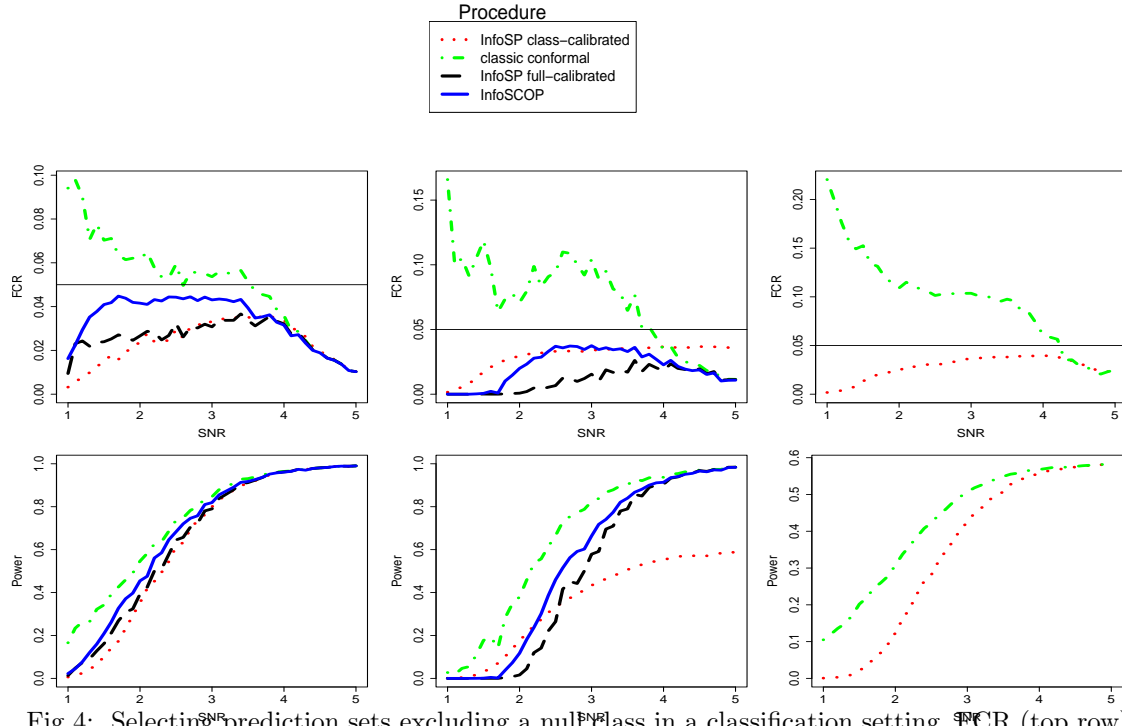 Procedure
InfoSP class−calibrated
classic conformal
InfoSP full−calibrated
InfoSCOP
FCR
0.00 0.02 0.04 0.06 0.08 0.10
1 2 3 4 5
SNR
FCR
0.00 0.05 0.10 0.15
1 2 3 4 5
SNR
FCR
0.00 0.05 0.10 0.15 0.20
1 2 3 4 5
SNR
Power
0.0 0.2 0.4 0.6 0.8 1.0
1 2 3 4 5
SNR
Power
0.0 0.2 0.4 0.6 0.8 1.0
1 2 3 4 5
SNR
Power
0.0 0.1 0.2 0.3 0.4 0.5 0.6
1 2 3 4 5
SNR
Fig 4: Selecting prediction sets excluding a null class in a classification setting. FCR (top row)